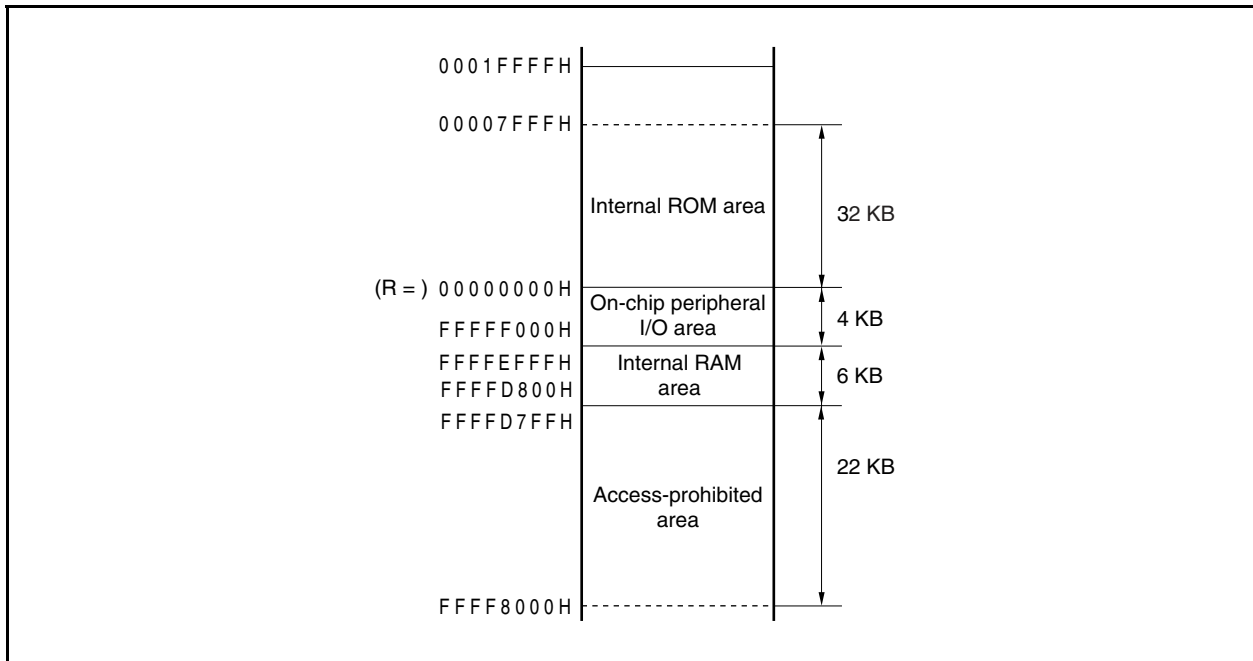 0001FFFFH
00007FFFH
Internal ROM area
32 KB
(R = ) 00000000H
On-chip peripheral
I/O area
4 KB
FFFFF000H
FFFFEFFFH
Internal RAM
area
6 KB
FFFFD800H
FFFFD7FFH
22 KB
Access-prohibited
area
FFFF8000H